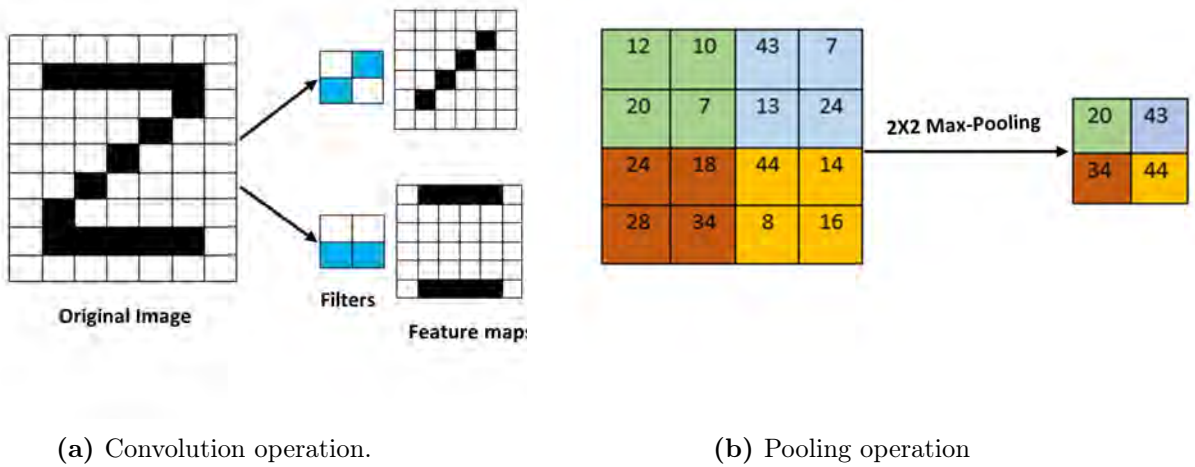 12 10 43 7
20 7 13 24
24 18 44 14
28 34 8 16
2X2 Max-Pooling
20 43
34 44
Filters
Original Image
Feature map:
(a) Convolution operation.
(b) Pooling operation